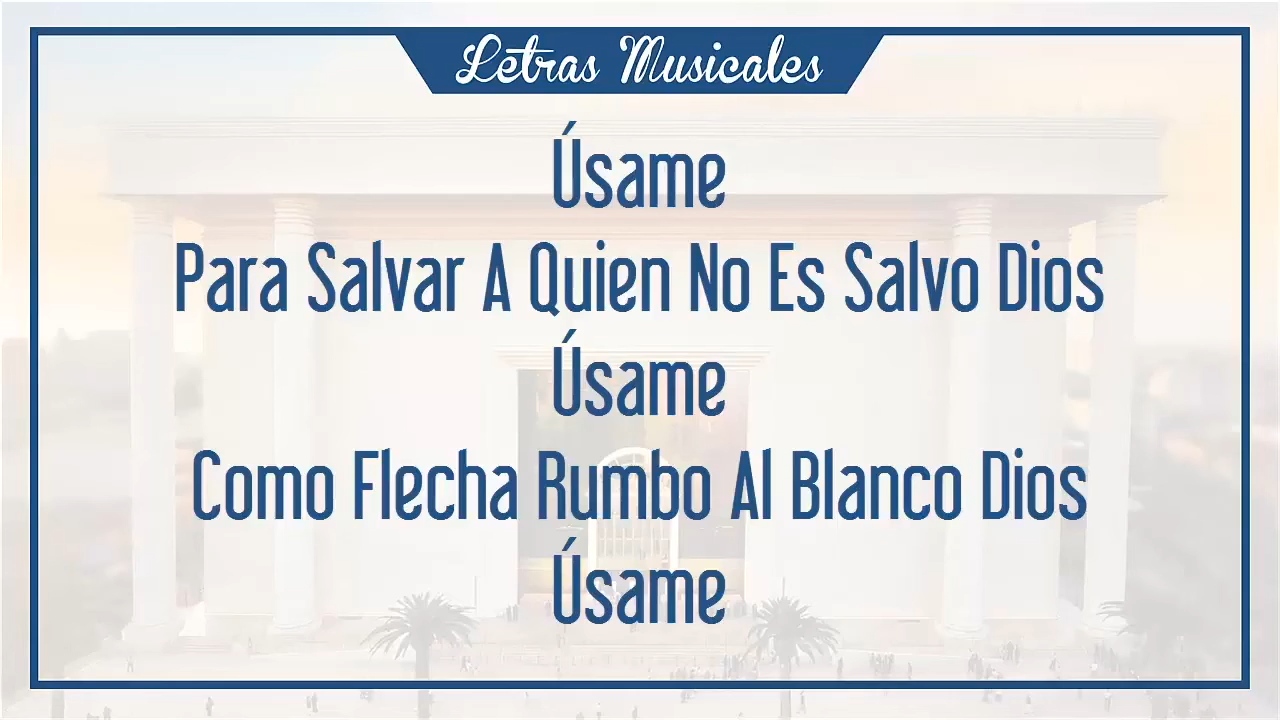 Letras Musicales
Úsame
Para Salvar A Quien No Es Salvo Dios
Úsame
Como Flecha Rumbo Al Blanco Dios
Úsame